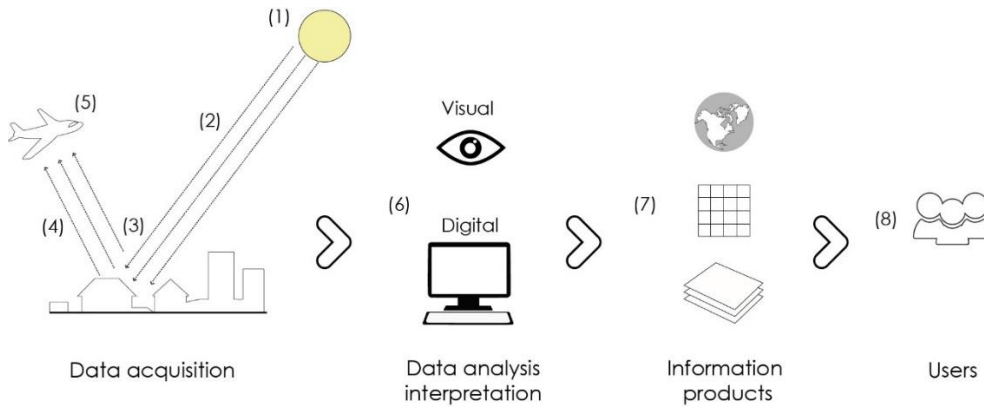 (1)
(5)
(2)
Visual
(4)
(3)
(6)
Digital
(7)
(8)
Data acquisition
Data analysis
interpretation
Information
products
Users